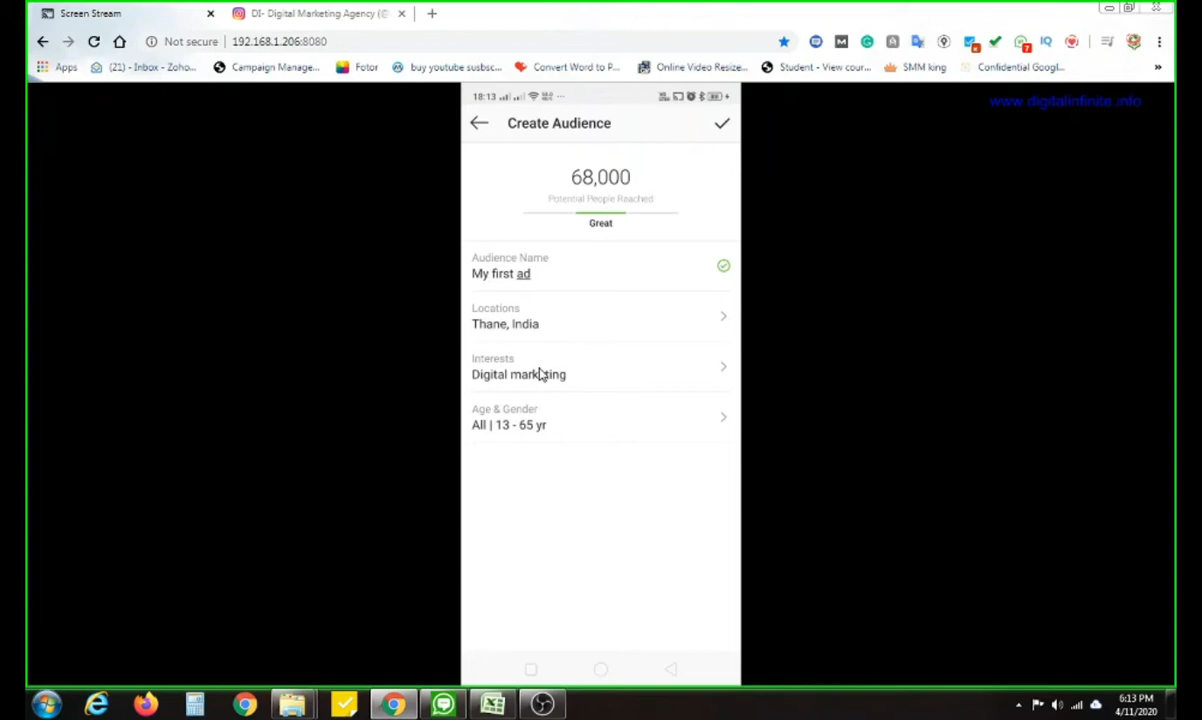 Screen Stream
DI- Digital Marketing Agency (@
Not secure
192.168.1.206:8080
Apps
(21) - Inbox - Zoho...
Campaign Manage...
Fotor
buy youtube susbsc...
Convert Word to P...
Online Video Resize...
Student - View cour...
SMM king
Confidential Googl...
»
www.digitalinfinite.info
18:13
Create Audience
68,000
Potential People Reached
Great
Audience Name
My first ad
Locations
Thane, India
Interests
Digital marketing
Age & Gender
All | 13 - 65 yr
6:13 PM
4/11/2020